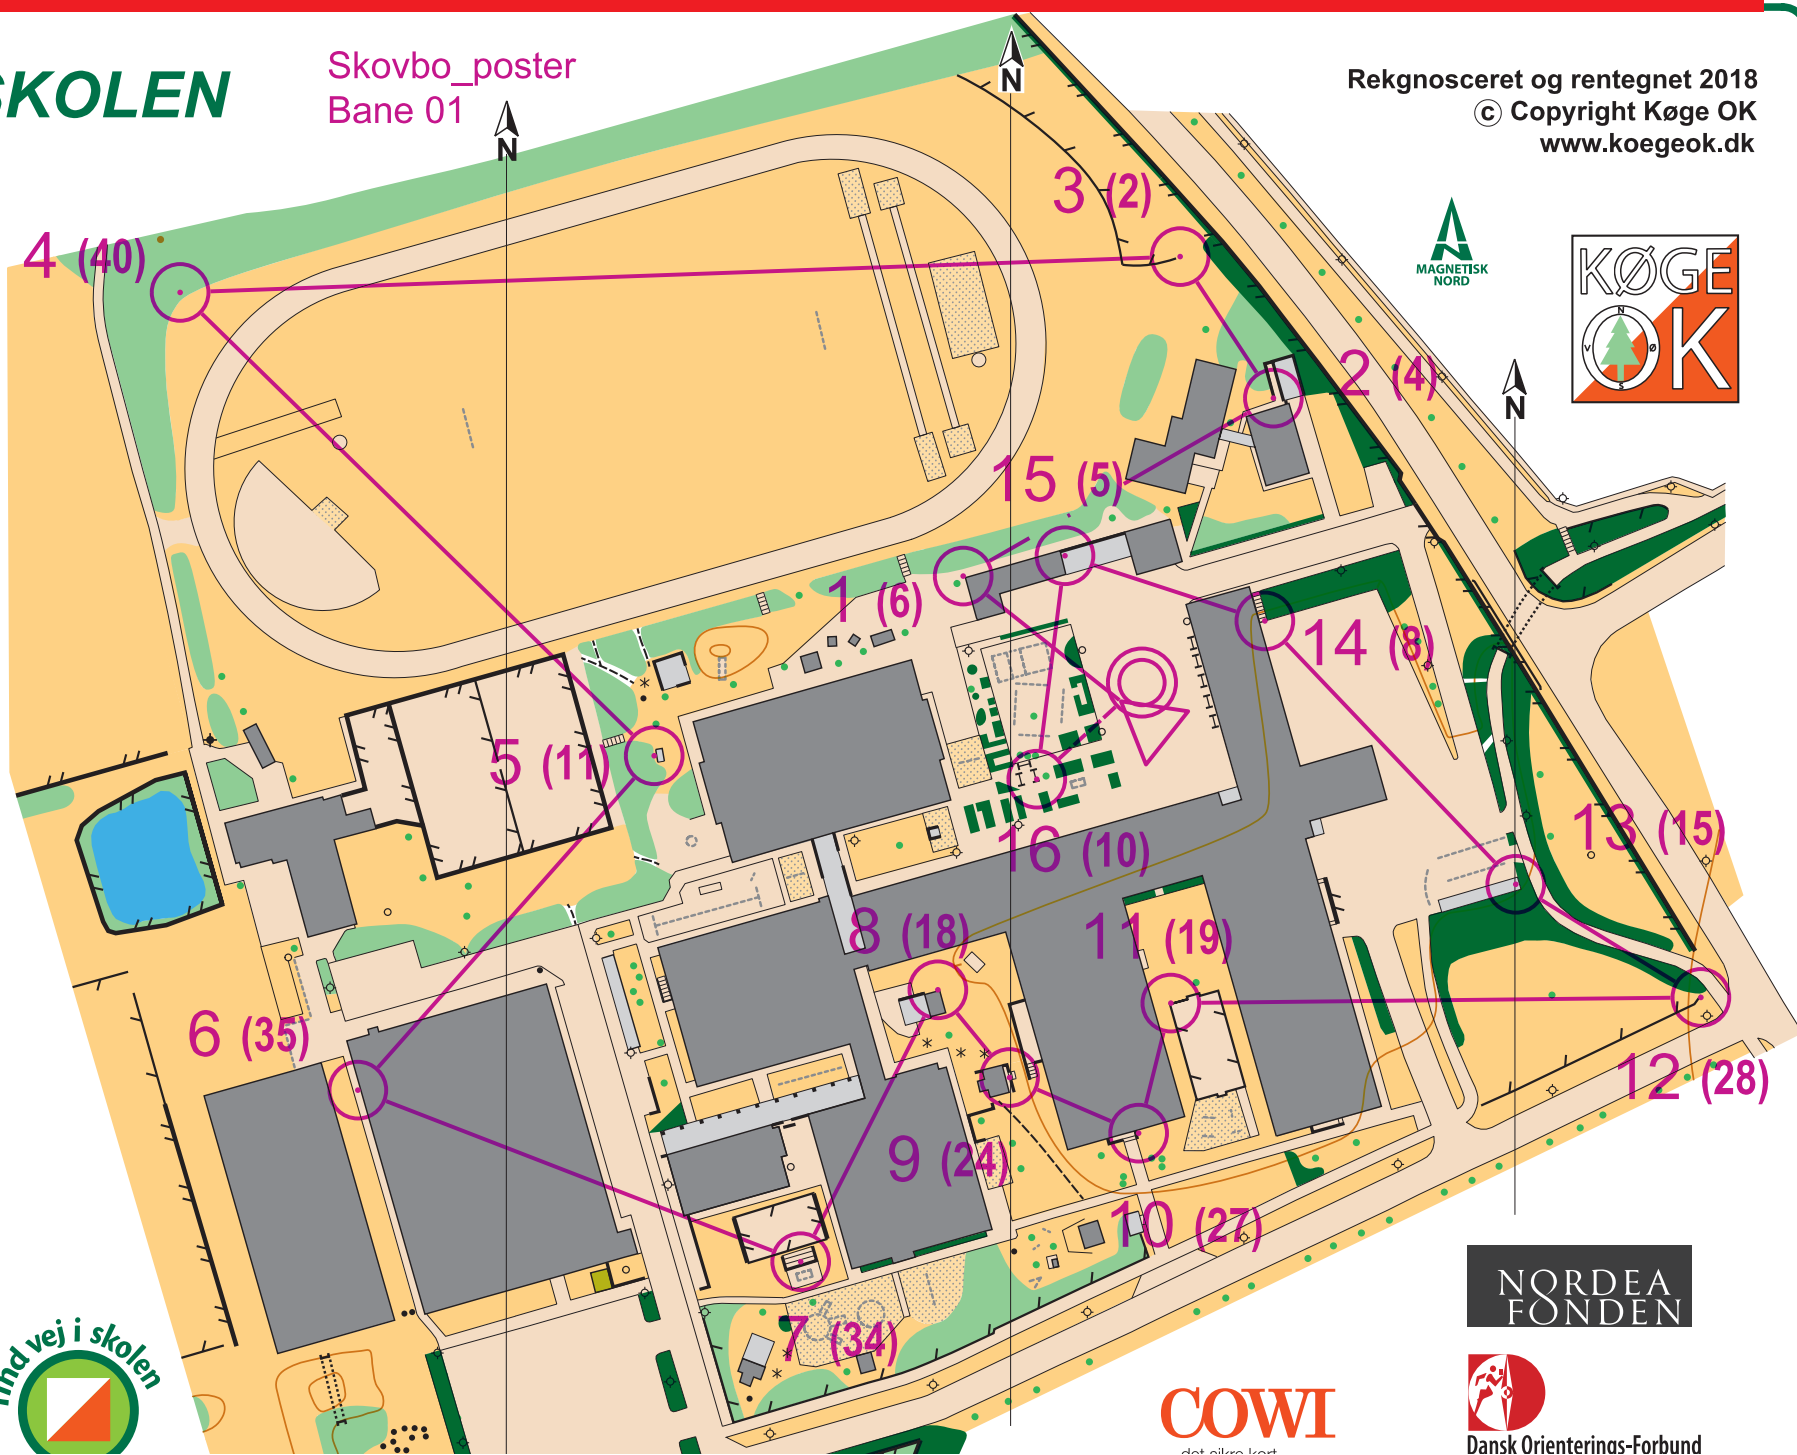 SKOLEN
Skovbo_poster
Bane 01
N
N
N
Rekgnosceret og rentegnet 2018
© Copyright Køge OK
www.koegeok.dk
MAGNETISK
NORD
KØGE
OK
N
V
Ø
S
3 (2)
4 (40)
2 (4)
15 (5)
1 (6)
14 (8)
5 (11)
13 (15)
16 (10)
8 (18)
11 (19)
6 (35)
12 (28)
9 (24)
10 (27)
7 (34)
find vej i skolen
NORDEA
FONDEN
COWI
Dansk Orienterings-Forbund